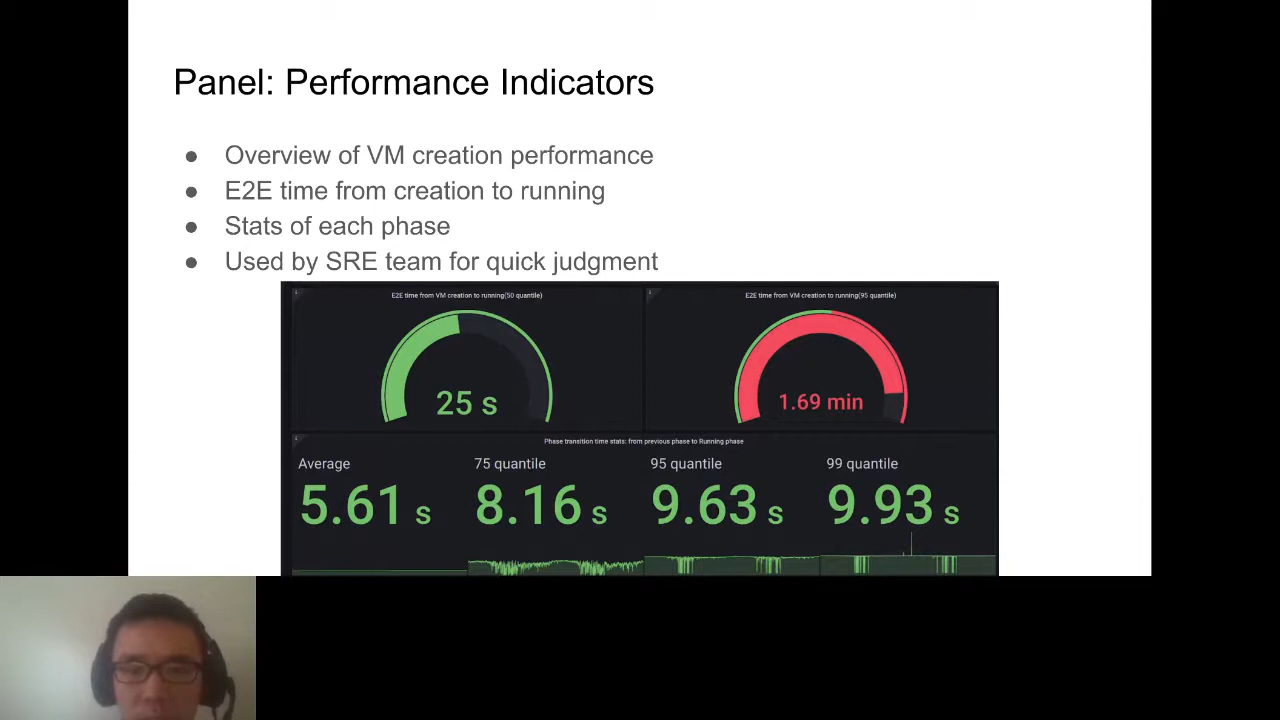 Panel: Performance Indicators
● Overview of VM creation performance
● E2E time from creation to running
● Stats of each phase
● Used by SRE team for quick judgment
E2E time from VM creation to running(50 quantile)
E2E time from VM creation to running(95 quantile)
25 s
1.69 min
Phase transition time stats: from previous phase to Running phase
Average 75 quantile 95 quantile 99 quantile
5.61 s 8.16 s 9.63 s 9.93 s